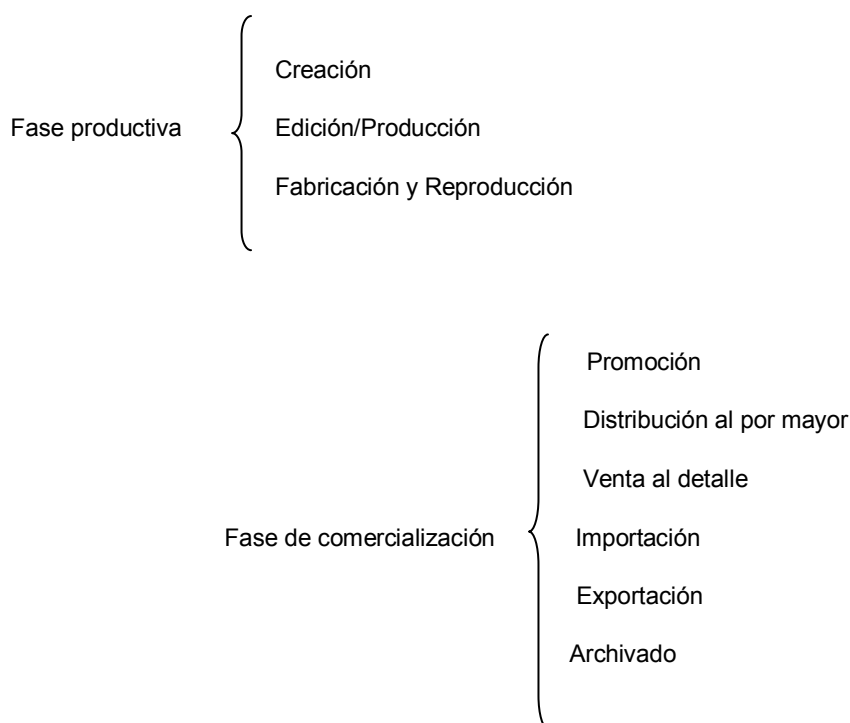 Fase productiva
Creación
Edición/Producción
Fabricación y Reproducción
Fase de comercialización
Promoción
Distribución al por mayor
Venta al detalle
Importación
Exportación
Archivado